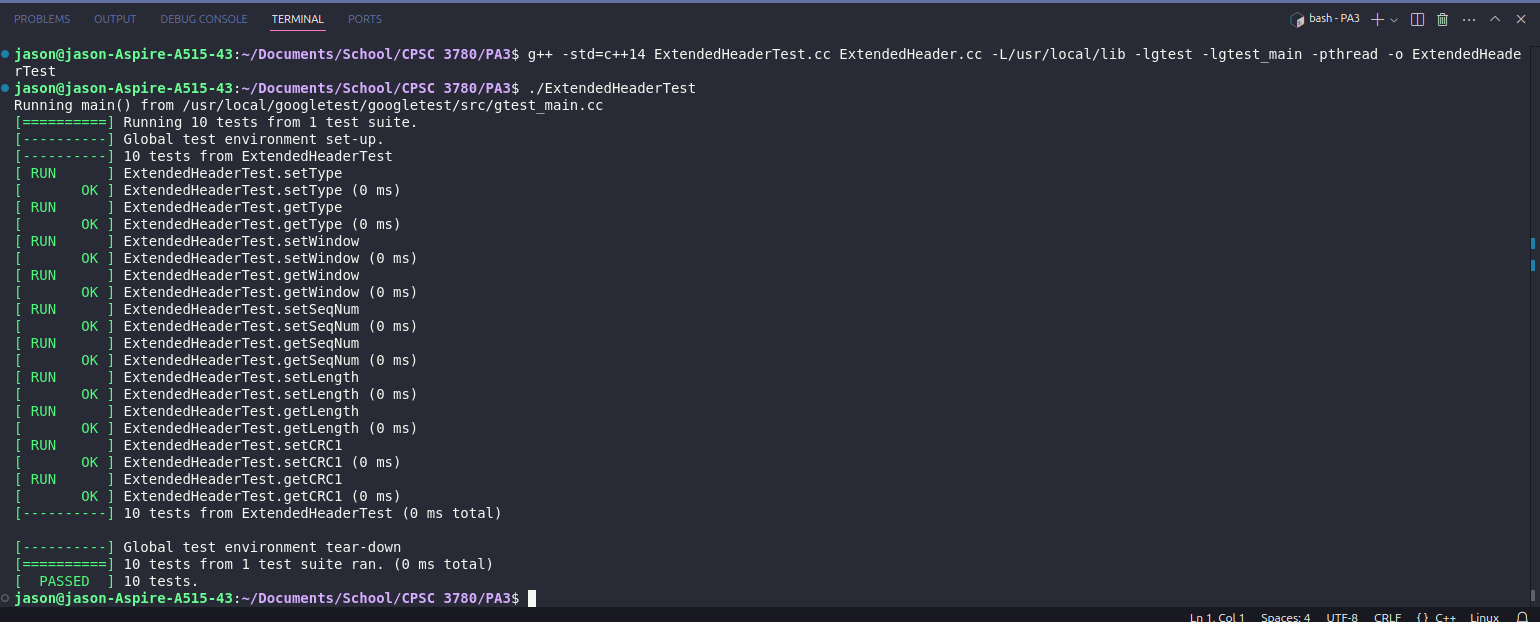 PROBLEMS OUTPUT DEBUG CONSOLE TERMINAL PORTS bash - PA3
jason@jason-Aspire-A515-43:~/Documents/School/CPSC 3780/PA3$ g++ -std=c++14 ExtendedHeaderTest.cc ExtendedHeader.cc -L/usr/local/lib -lgtest -lgtest_main -pthread -o ExtendedHeade
rTest
jason@jason-Aspire-A515-43:~/Documents/School/CPSC 3780/PA3$ ./ExtendedHeaderTest
Running main() from /usr/local/googletest/googletest/src/gtest_main.cc
[==========] Running 10 tests from 1 test suite.
[----------] Global test environment set-up.
[----------] 10 tests from ExtendedHeaderTest
[ RUN      ] ExtendedHeaderTest.setType
[       OK ] ExtendedHeaderTest.setType (0 ms)
[ RUN      ] ExtendedHeaderTest.getType
[       OK ] ExtendedHeaderTest.getType (0 ms)
[ RUN      ] ExtendedHeaderTest.setWindow
[       OK ] ExtendedHeaderTest.setWindow (0 ms)
[ RUN      ] ExtendedHeaderTest.getWindow
[       OK ] ExtendedHeaderTest.getWindow (0 ms)
[ RUN      ] ExtendedHeaderTest.setSeqNum
[       OK ] ExtendedHeaderTest.setSeqNum (0 ms)
[ RUN      ] ExtendedHeaderTest.getSeqNum
[       OK ] ExtendedHeaderTest.getSeqNum (0 ms)
[ RUN      ] ExtendedHeaderTest.setLength
[       OK ] ExtendedHeaderTest.setLength (0 ms)
[ RUN      ] ExtendedHeaderTest.getLength
[       OK ] ExtendedHeaderTest.getLength (0 ms)
[ RUN      ] ExtendedHeaderTest.setCRC1
[       OK ] ExtendedHeaderTest.setCRC1 (0 ms)
[ RUN      ] ExtendedHeaderTest.getCRC1
[       OK ] ExtendedHeaderTest.getCRC1 (0 ms)
[----------] 10 tests from ExtendedHeaderTest (0 ms total)
[----------] Global test environment tear-down
[==========] 10 tests from 1 test suite ran. (0 ms total)
[  PASSED  ] 10 tests.
jason@jason-Aspire-A515-43:~/Documents/School/CPSC 3780/PA3$
Ln 1, Col 1 Spaces: 4 UTF-8 CRLF {} C++ Linux